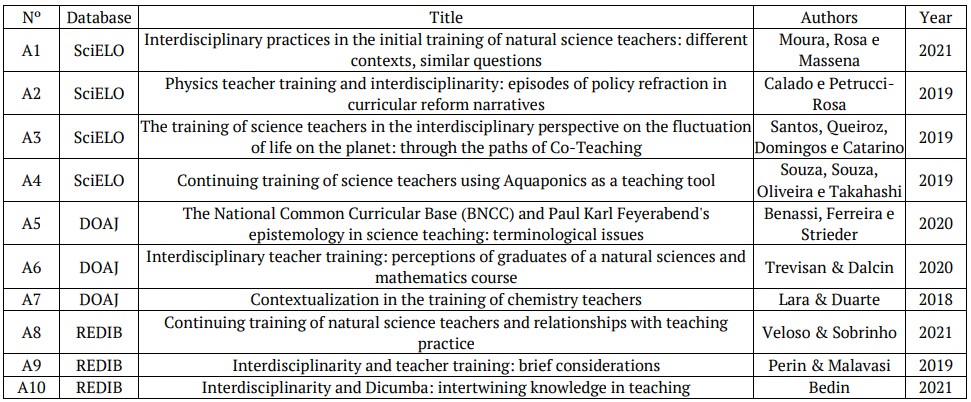 Nº Database Title Authors Year
A1 SciELO Interdisciplinary practices in the initial training of natural science teachers: different contexts, similar questions Moura, Rosa e Massena 2021
A2 SciELO Physics teacher training and interdisciplinarity: episodes of policy refraction in curricular reform narratives Calado e Petrucci-Rosa 2019
A3 SciELO The training of science teachers in the interdisciplinary perspective on the fluctuation of life on the planet: through the paths of Co-Teaching Santos, Queiroz, Domingos e Catarino 2019
A4 SciELO Continuing training of science teachers using Aquaponics as a teaching tool Souza, Souza, Oliveira e Takahashi 2019
A5 DOAJ The National Common Curricular Base (BNCC) and Paul Karl Feyerabend's epistemology in science teaching: terminological issues Benassi, Ferreira e Strieder 2020
A6 DOAJ Interdisciplinary teacher training: perceptions of graduates of a natural sciences and mathematics course Trevisan & Dalcin 2020
A7 DOAJ Contextualization in the training of chemistry teachers Lara & Duarte 2018
A8 REDIB Continuing training of natural science teachers and relationships with teaching practice Veloso & Sobrinho 2021
A9 REDIB Interdisciplinarity and teacher training: brief considerations Perin & Malavasi 2019
A10 REDIB Interdisciplinarity and Dicumba: intertwining knowledge in teaching Bedin 2021